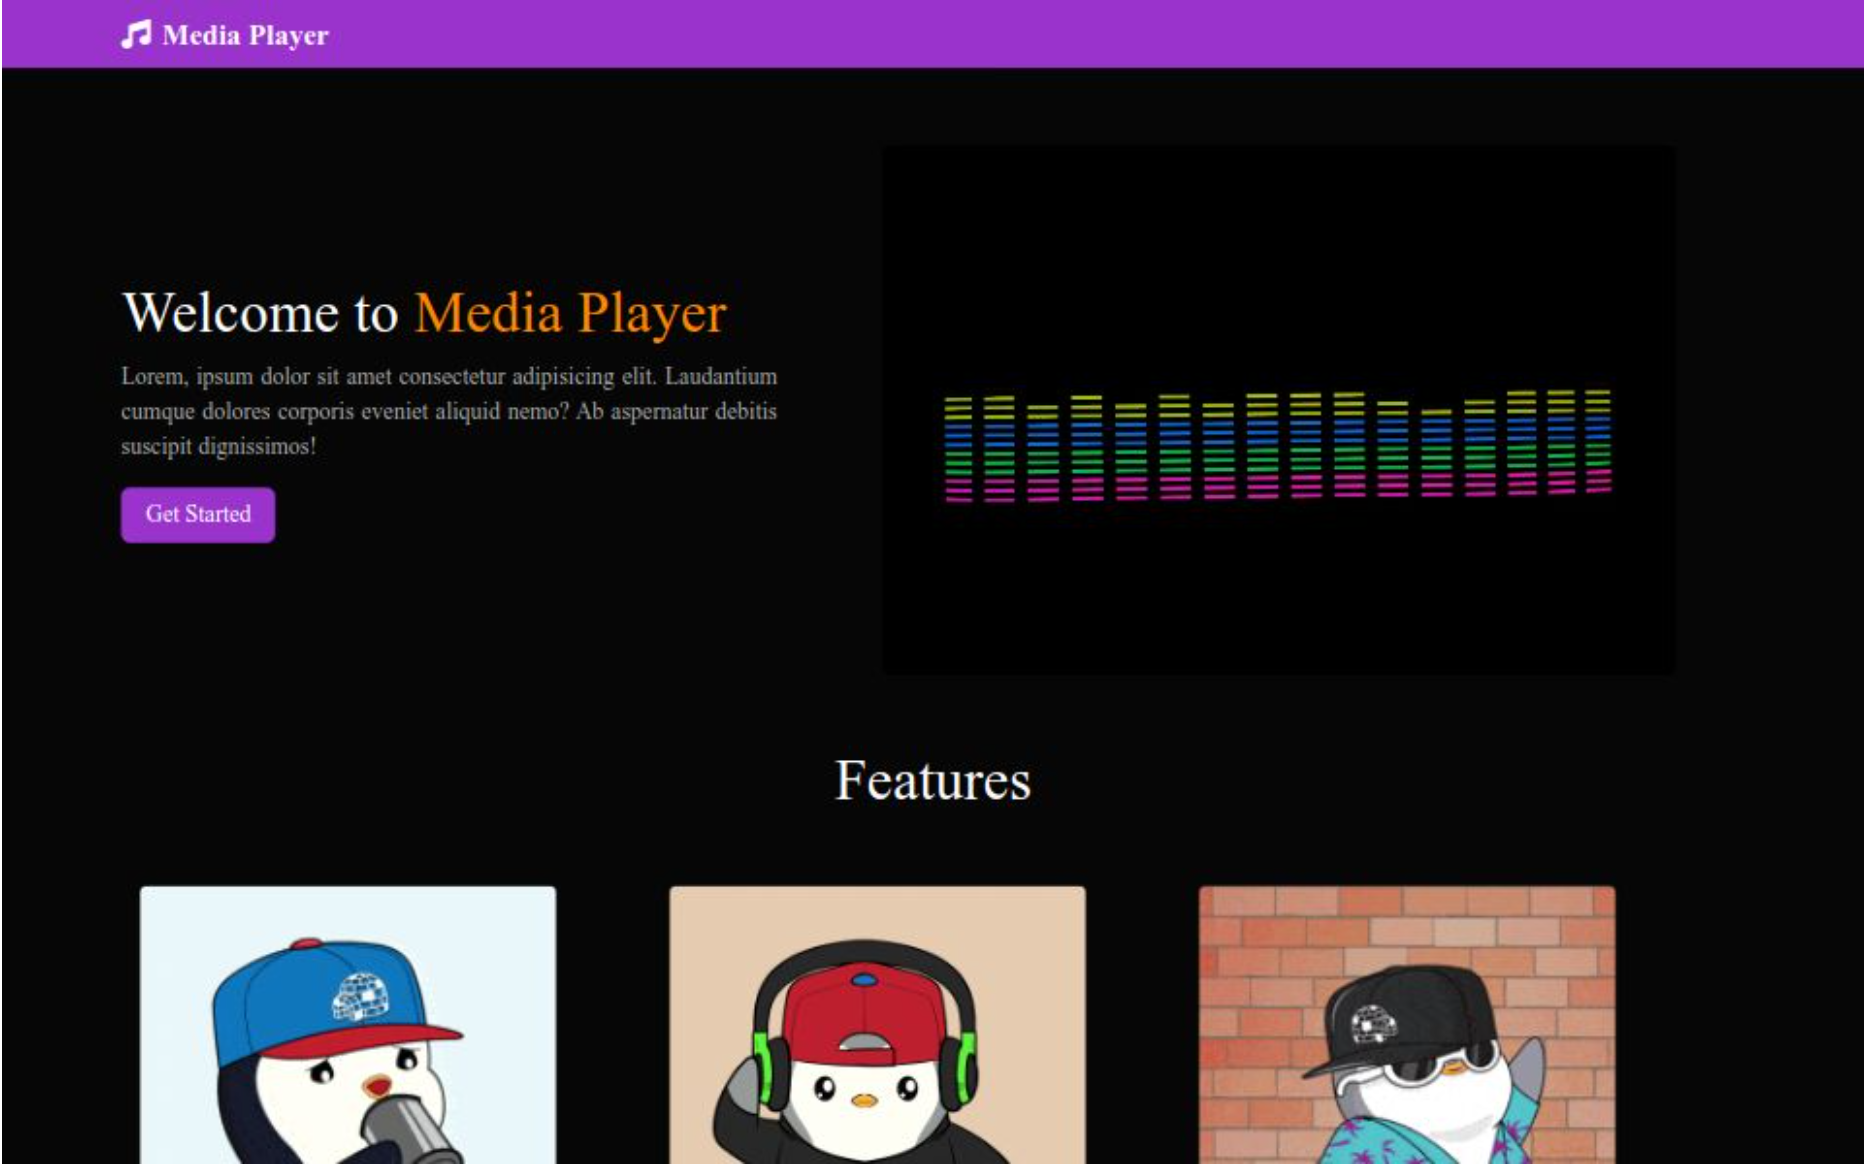 Media Player
Welcome to Media Player
Lorem, ipsum dolor sit amet consectetur adipisicing elit. Laudantium
cumque dolores corporis eveniet aliquid nemo? Ab aspernatur debitis
suscipit dignissimos!
Get Started
Features